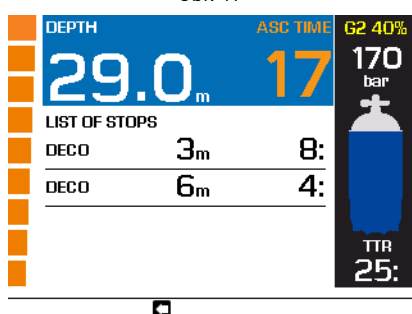 DEPTH
ASC TIME
29.0m
17
G2 40%
170
bar
LIST OF STOPS
DECO 3m 8:
DECO 6m 4:
TTR
25: